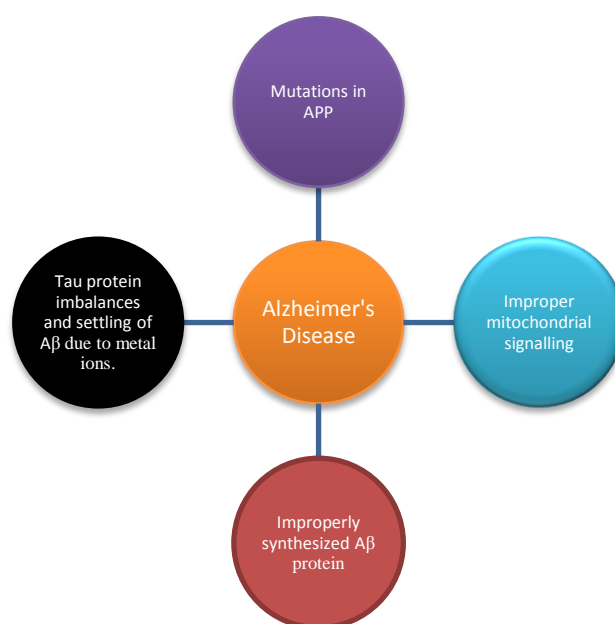 Mutations in
APP
Tau protein
imbalances
and settling of
Aβ due to metal
ions.
Alzheimer's
Disease
Improper
mitochondrial
signalling
Improperly
synthesized Aβ
protein